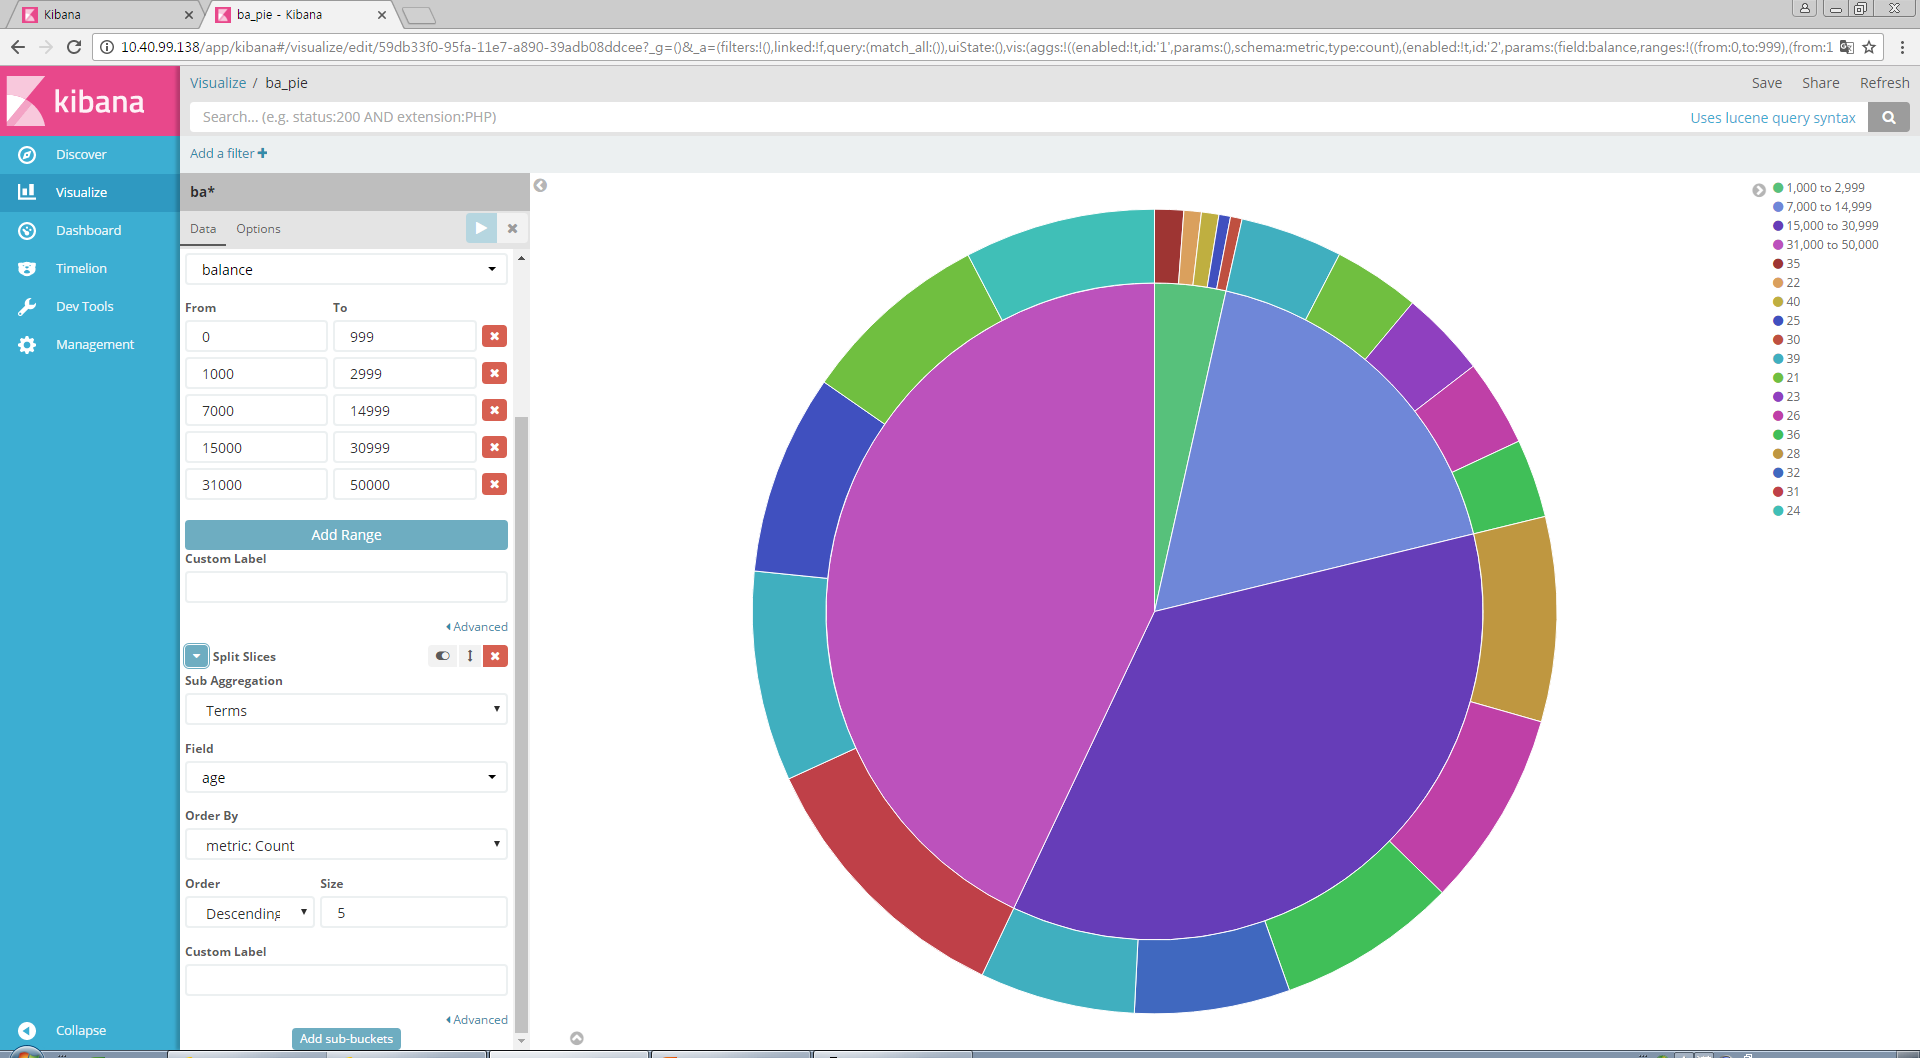 Kibana
ba_pie - Kibana
10.40.99.138/app/kibana#/visualize/edit/59db33f0-95fa-11e7-a890-39adb08ddcee?_g=()&_a=(filters:!(),linked:!f,query:(match_all:()),uiState:(),vis:(aggs:!((enabled:!t,id:'1',params:(),schema:metric,type:count),(enabled:!t,id:'2',params:(field:balance,ranges:!((from:0,to:999),(from:1
kibana
Visualize / ba_pie
Save Share Refresh
Search... (e.g. status:200 AND extension:PHP)
Uses lucene query syntax
Add a filter +
Discover
Visualize
Dashboard
Timelion
Dev Tools
Management
Collapse
ba*
Data Options
balance
From To
0 999
1000 2999
7000 14999
15000 30999
31000 50000
Add Range
Custom Label
Advanced
Split Slices
Sub Aggregation
Terms
Field
age
Order By
metric: Count
Order Size
Descending 5
Custom Label
Advanced
Add sub-buckets
1,000 to 2,999
7,000 to 14,999
15,000 to 30,999
31,000 to 50,000
35
22
40
25
30
39
21
23
26
36
28
32
31
24